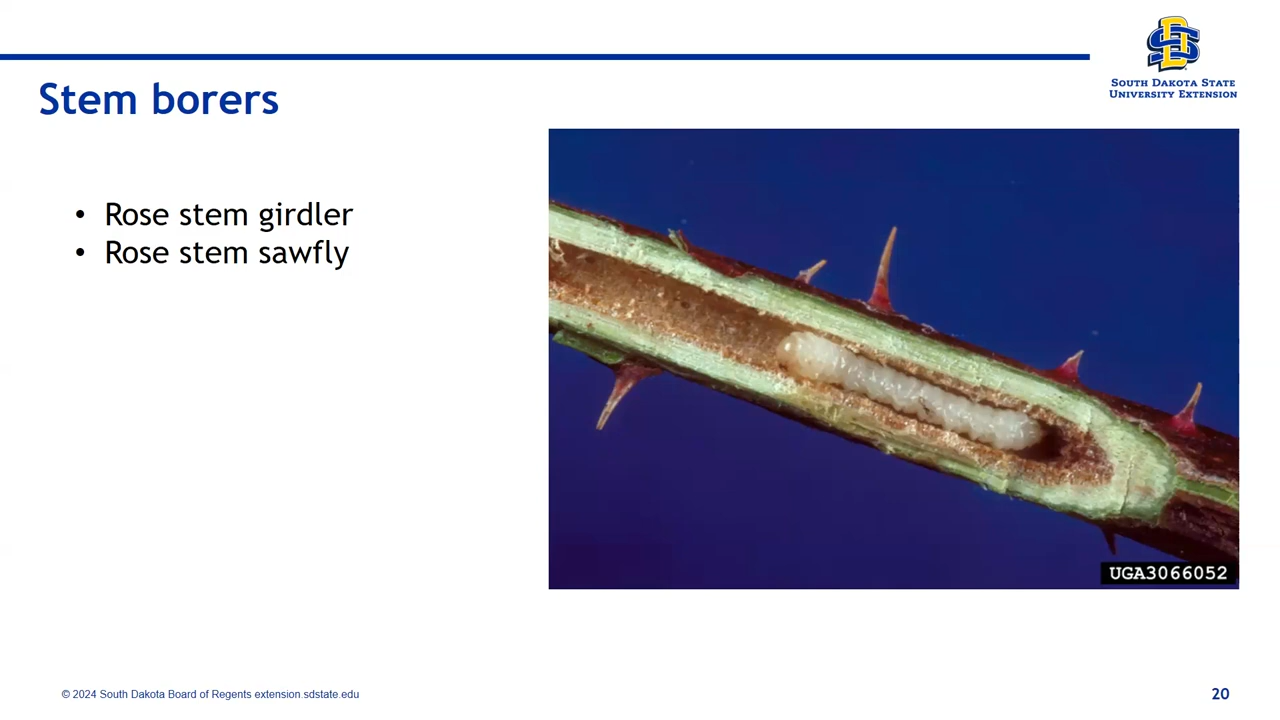 SOUTH DAKOTA STATE
UNIVERSITY EXTENSION
Stem borers
• Rose stem girdler
• Rose stem sawfly
UGA3066052
© 2024 South Dakota Board of Regents extension.sdstate.edu
20